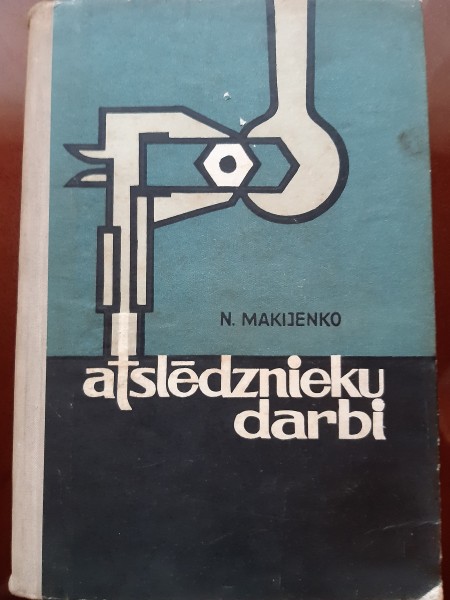 N. MAKIJENKO
atslēdznieku
darbi